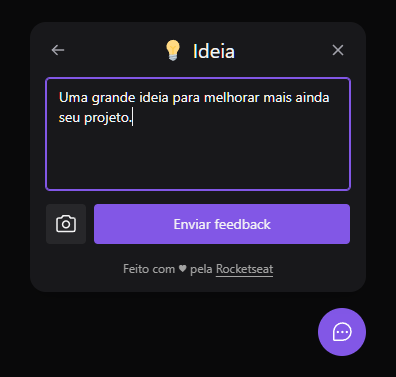 Ideia
Uma grande ideia para melhorar mais ainda
seu projeto.
Enviar feedback
Feito com ♥ pela Rocketseat